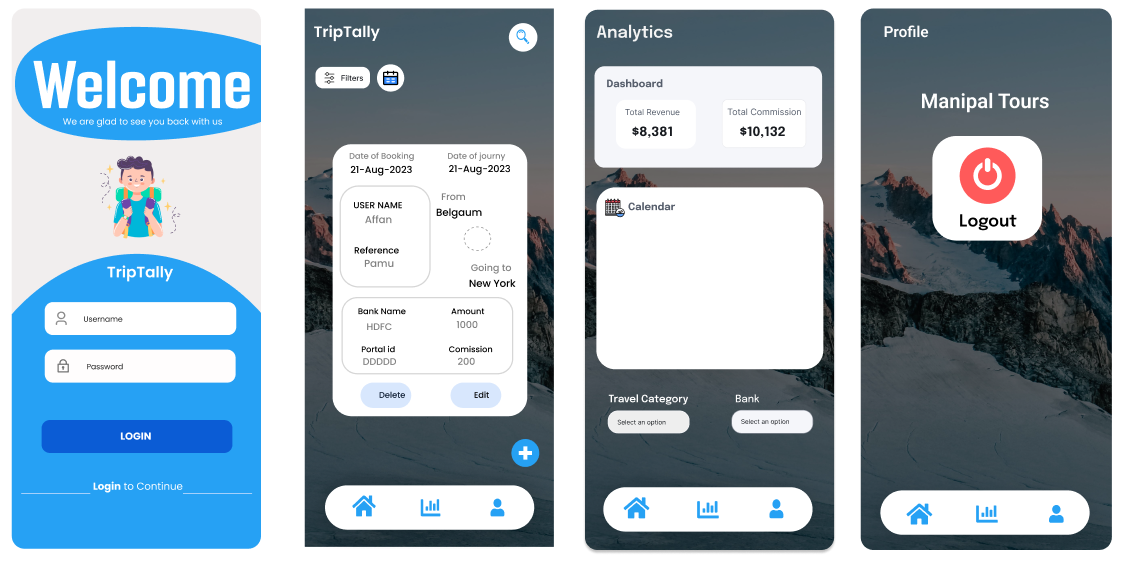 Welcome
We are glad to see you back with us
TripTally
Username
Password
LOGIN
Login to Continue
TripTally
Filters
Date of Booking
Date of journy
21-Aug-2023
21-Aug-2023
USER NAME
Affan
Reference
Pamu
From
Belgaum
Going to
New York
Bank Name
Amount
HDFC
1000
Portal id
Comission
DDDDD
200
Delete
Edit
Analytics
Dashboard
Total Revenue
Total Commission
$8,381
$10,132
Calendar
Travel Category
Bank
Select an option
Select an option
Profile
Manipal Tours
Logout